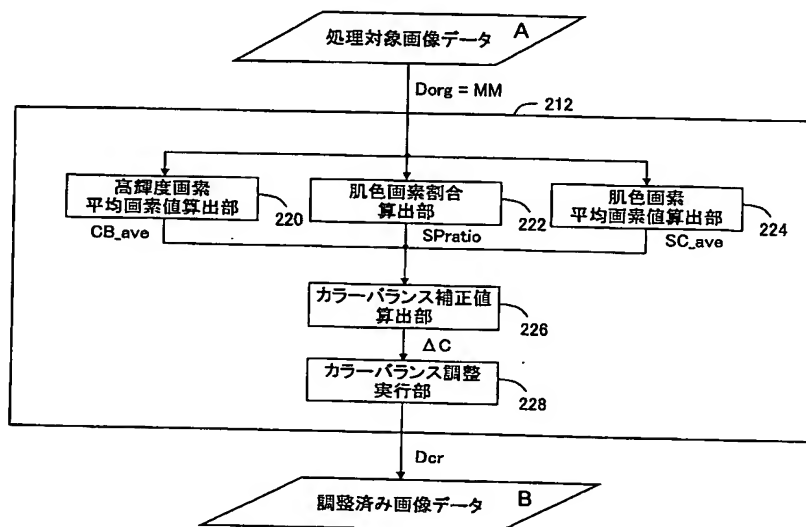 処理対象画像データ A
Dorg = MM
212
高輝度画素
平均画素値算出部
220
CB_ave
肌色画素割合
算出部
222
SPratio
肌色画素
平均画素値算出部
224
SC_ave
カラーバランス補正値
算出部
226
ΔC
カラーバランス調整
実行部
228
Dcr
調整済み画像データ B